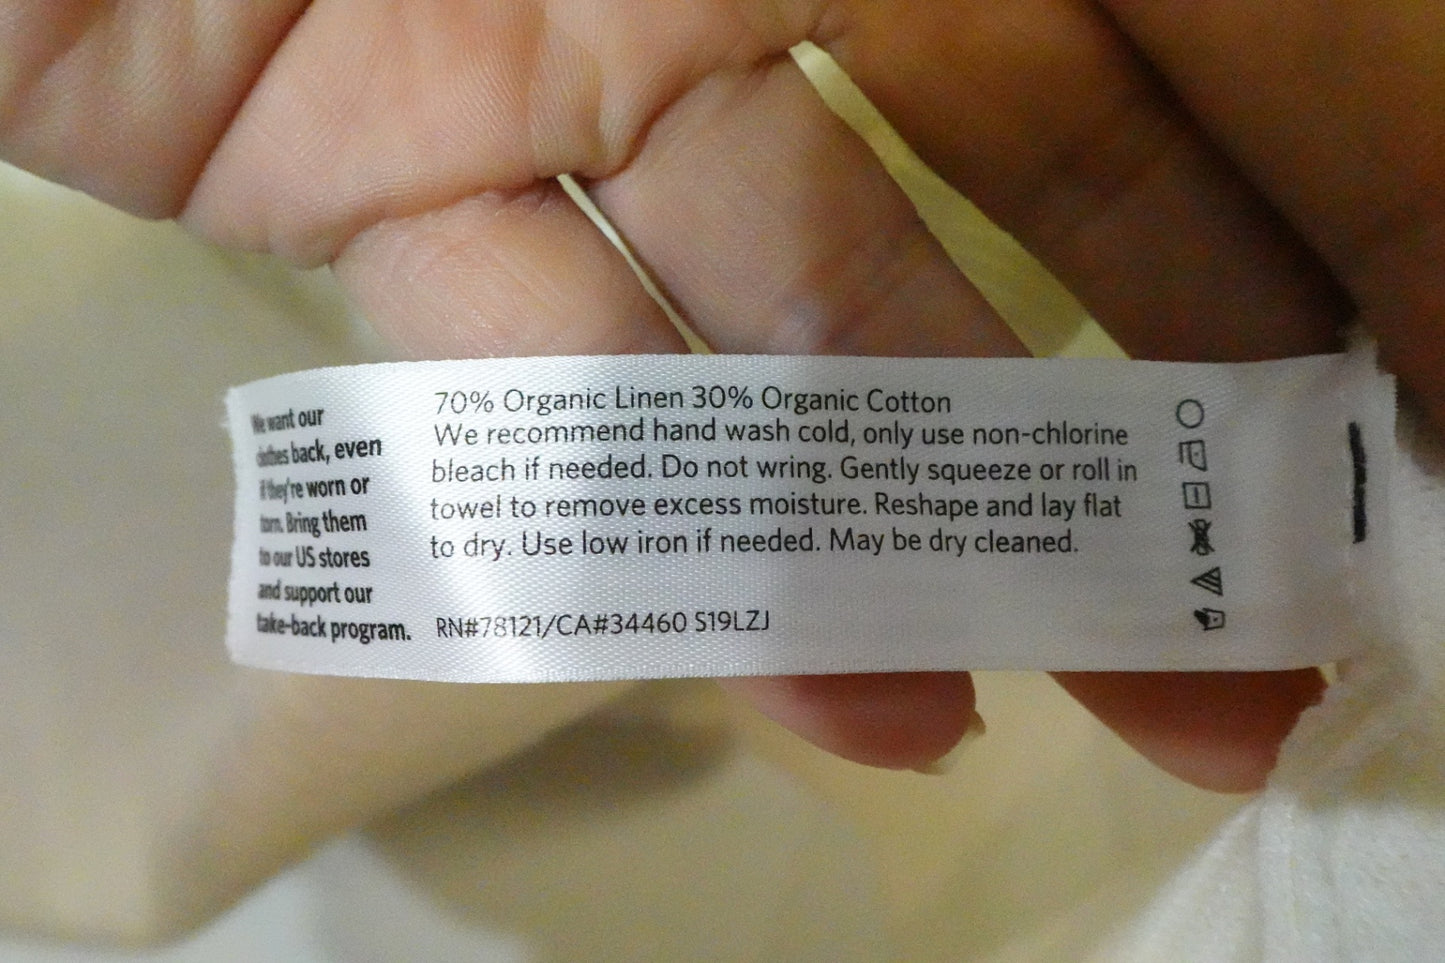 We want our
clothes back, even
if they're worn or
torn. Bring them
to our US stores
and support our
take-back program.
70% Organic Linen 30% Organic Cotton
We recommend hand wash cold, only use non-chlorine
bleach if needed. Do not wring. Gently squeeze or roll in
towel to remove excess moisture. Reshape and lay flat
to dry. Use low iron if needed. May be dry cleaned.
RN#78121/CA#34460 S19LZJ